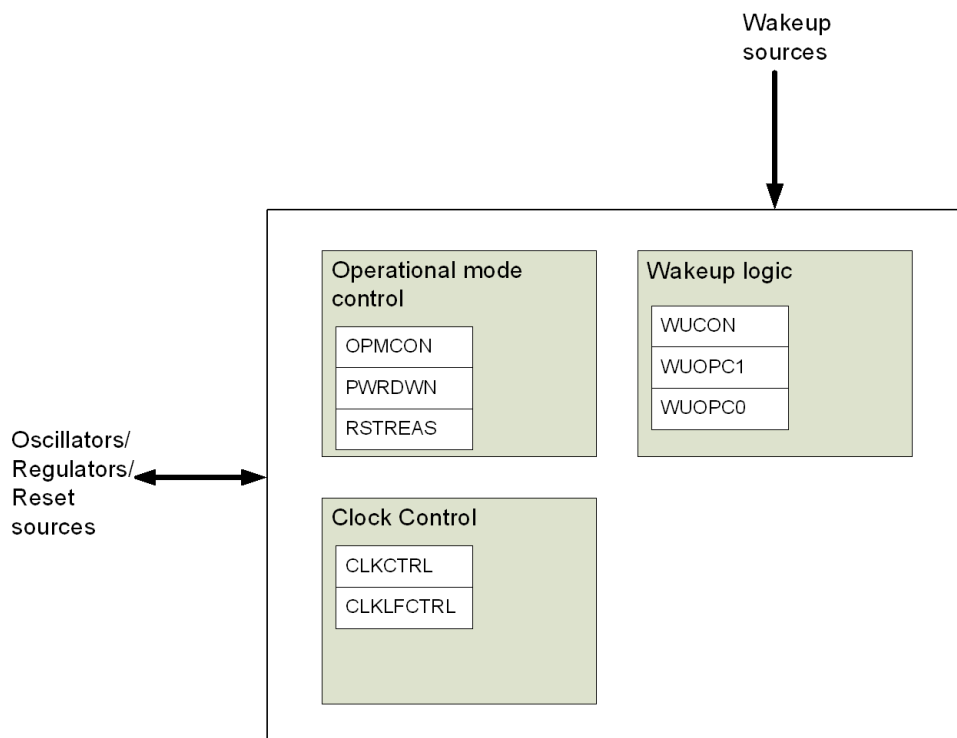 Wakeup
sources
Operational mode
control
OPMCON
PWRDWN
RSTREAS
Wakeup logic
WUCON
WUOPC1
WUOPC0
Oscillators/
Regulators/
Reset
sources
Clock Control
CLKCTRL
CLKLFCTRL